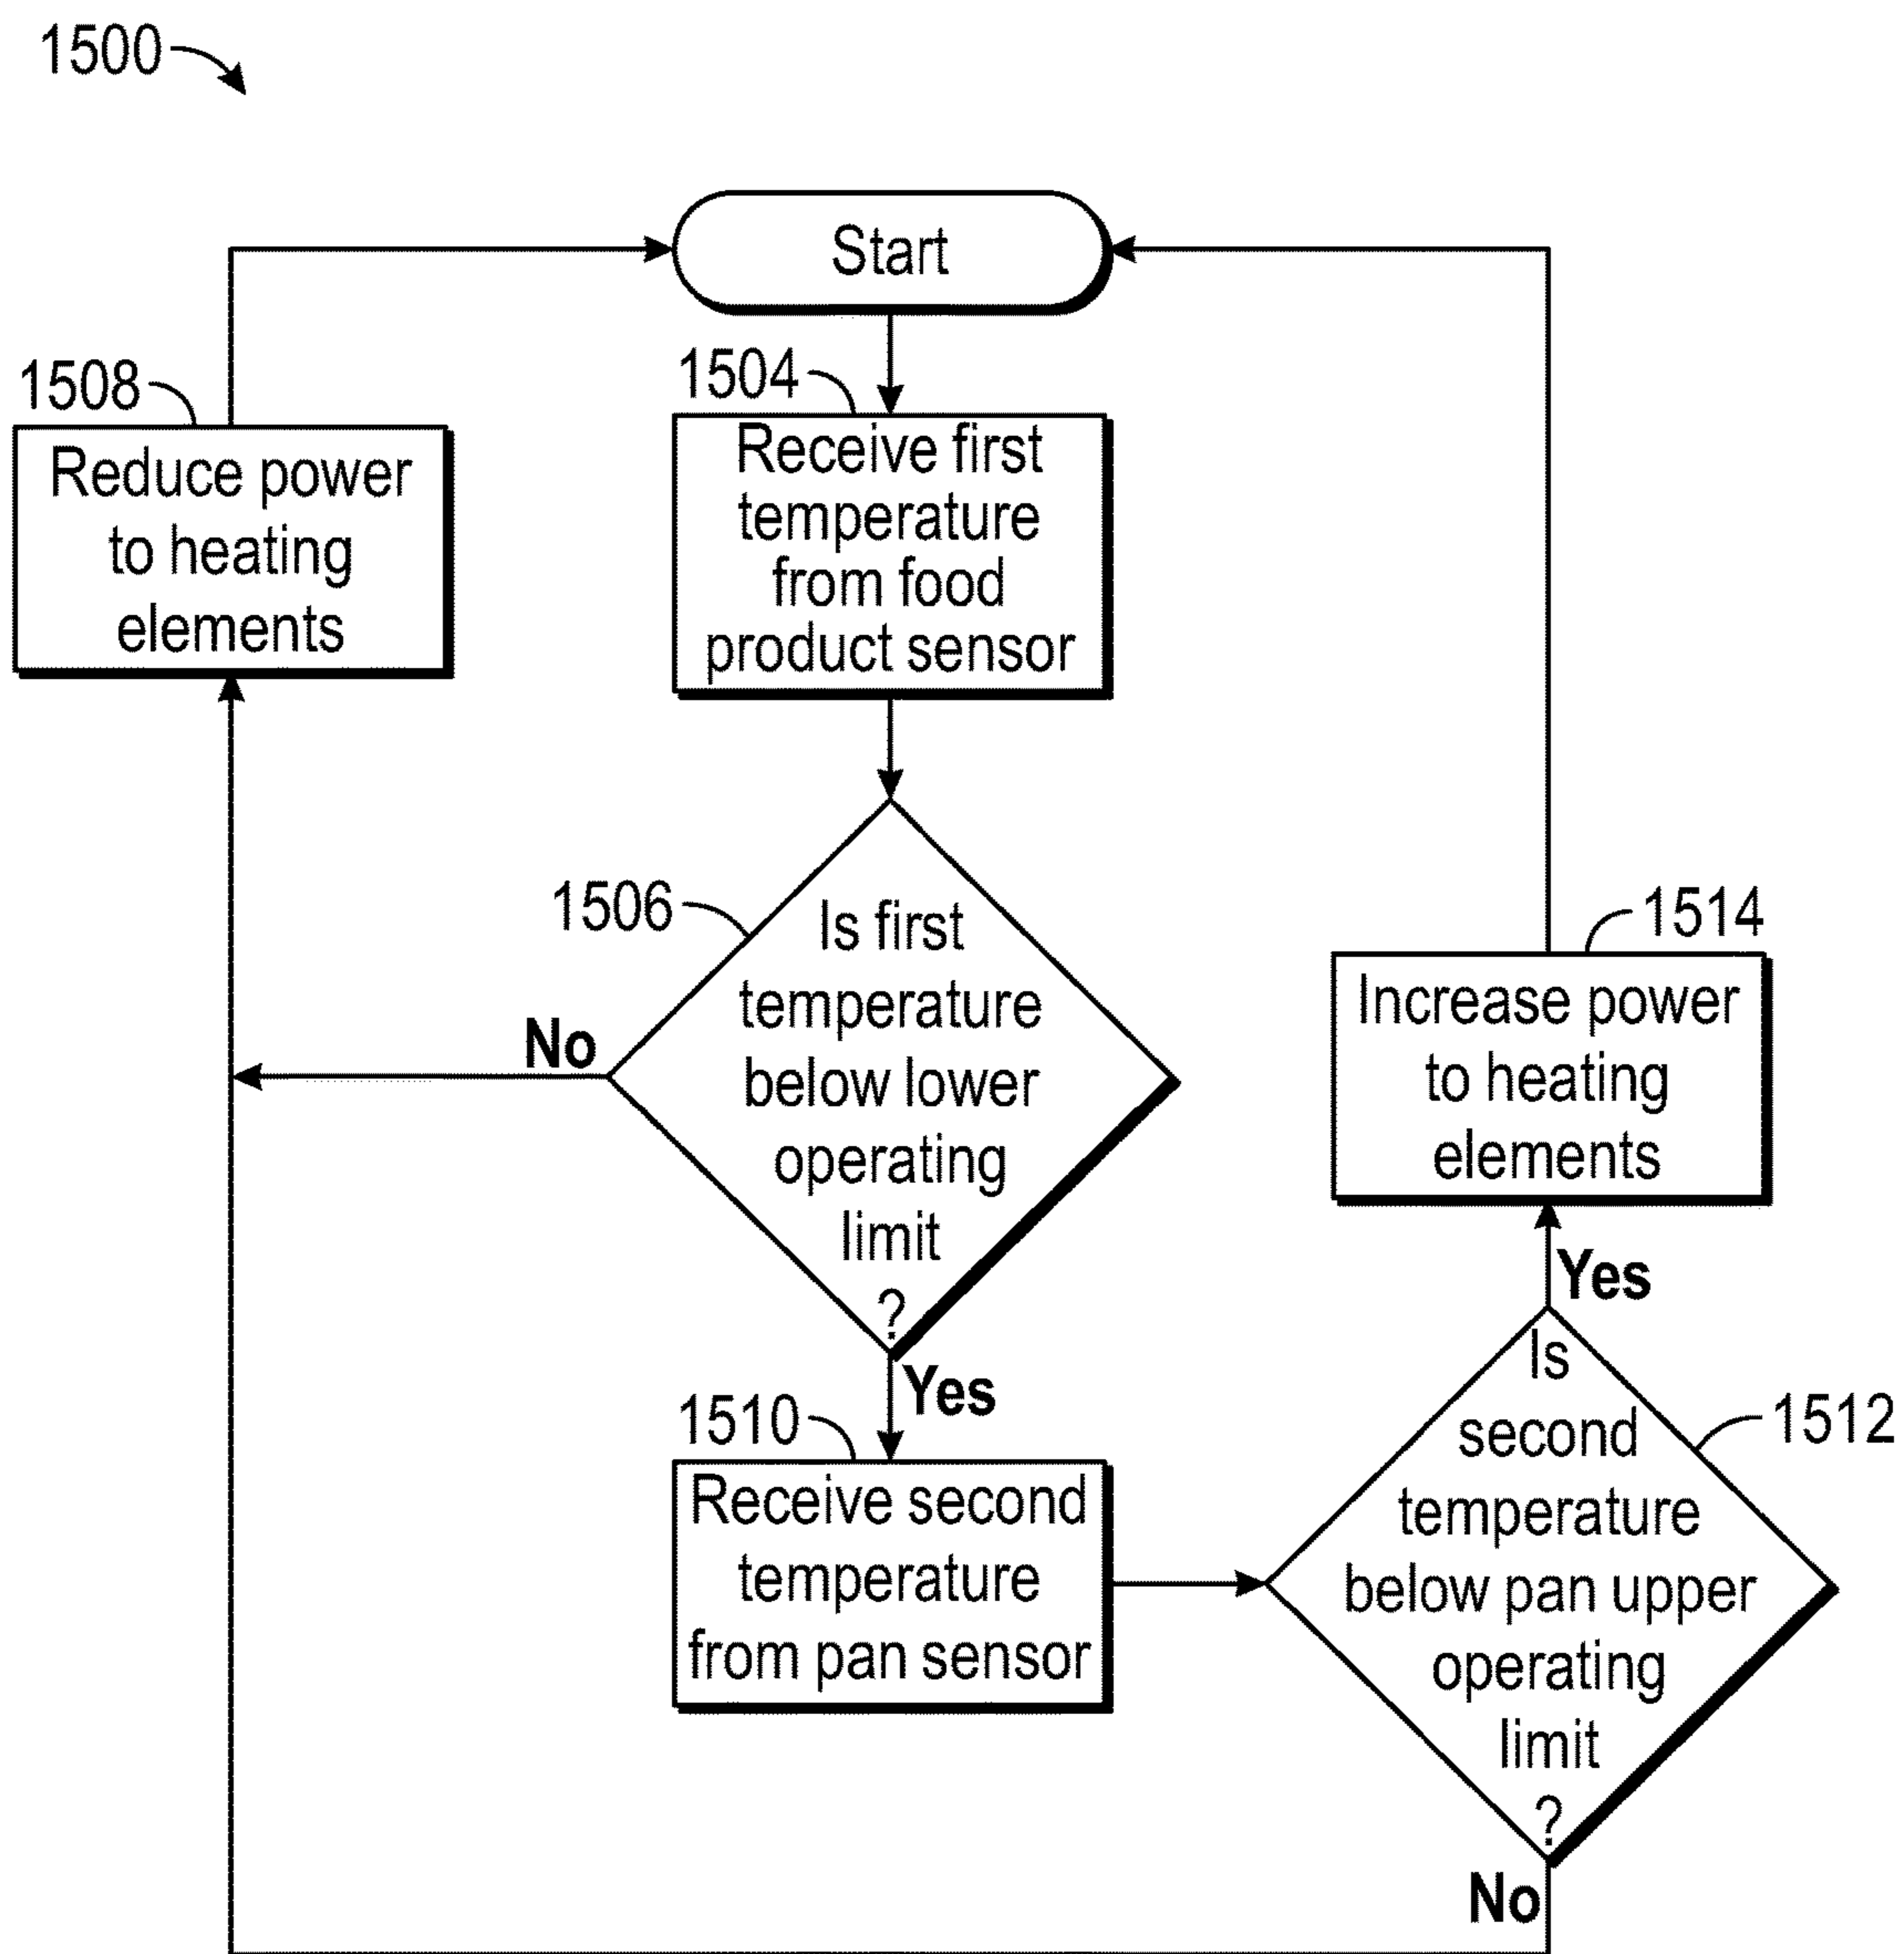 1500
Start
1508
Reduce power
to heating
elements
1504
Receive first
temperature
from food
product sensor
1506
Is first
temperature
below lower
operating
limit
?
No
Yes
1510
Receive second
temperature
from pan sensor
1514
Increase power
to heating
elements
Yes
1512
Is
second
temperature
below pan upper
operating
limit
?
No